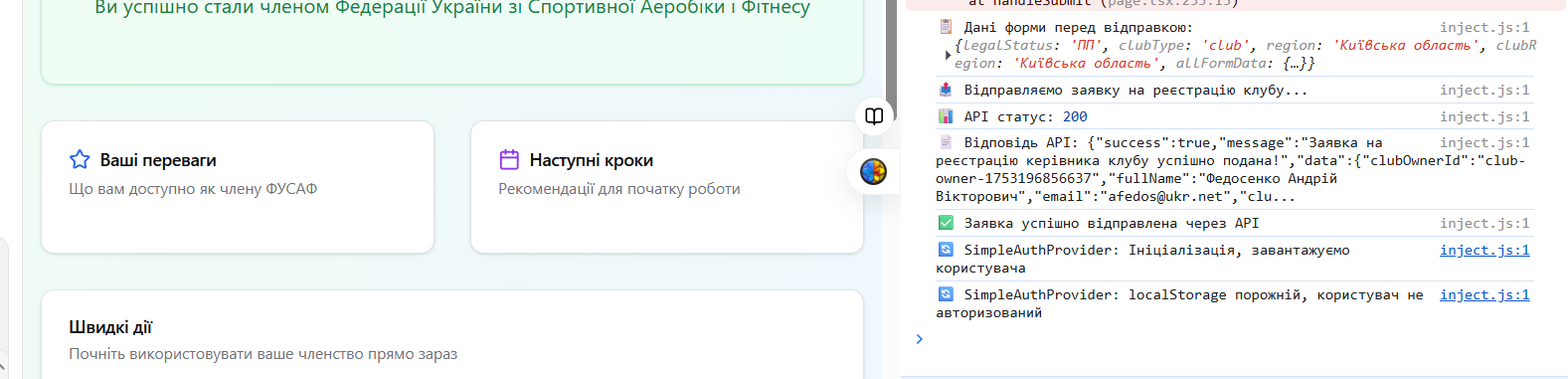 Ви успішно стали членом Федерації України зі Спортивної Аеробіки і Фітнесу
Ваші переваги
Що вам доступно як члену ФУСАФ
Наступні кроки
Рекомендації для початку роботи
Швидкі дії
Почніть використовувати ваше членство прямо зараз
at handleSubmit (page.tsx:255:15)
Дані форми перед відправкою: inject.js:1
{legalStatus: 'ПП', clubType: 'club', region: 'Київська область', clubR
egion: 'Київська область', allFormData: {…}}
Відправляємо заявку на реєстрацію клубу... inject.js:1
API статус: 200 inject.js:1
Відповідь API: {"success":true,"message":"Заявка на inject.js:1
реєстрацію керівника клубу успішно подана!","data":{"clubOwnerId":"club-
owner-1753196856637","fullName":"Федосенко Андрій
Вікторович","email":"afedos@ukr.net","clu...
Заявка успішно відправлена через API inject.js:1
SimpleAuthProvider: Ініціалізація, завантажуємо inject.js:1
користувача
SimpleAuthProvider: localStorage порожній, користувач не inject.js:1
авторизований